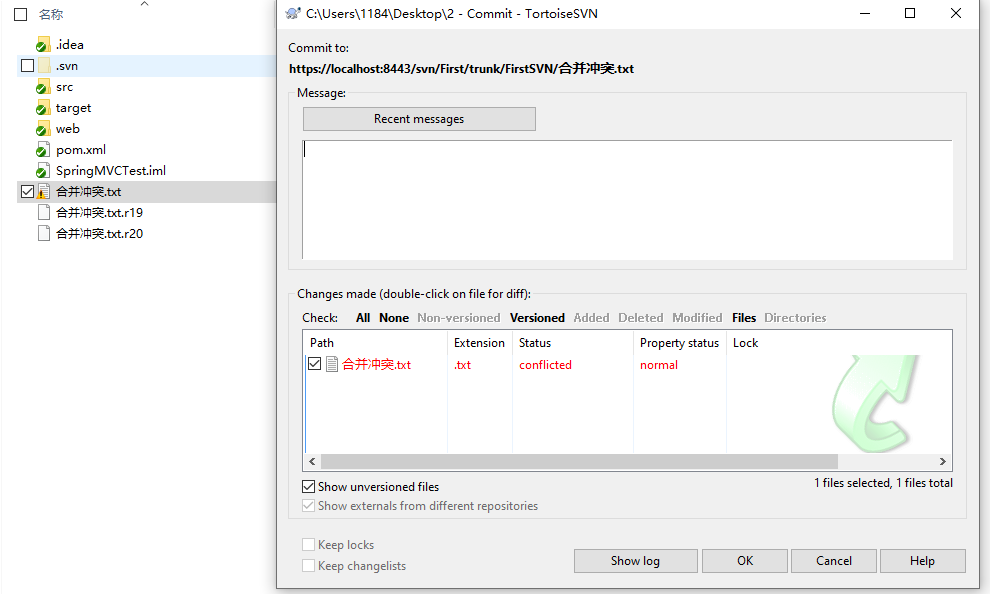 名称
.idea
.svn
src
target
web
pom.xml
SpringMVCTest.iml
合并冲突.txt
合并冲突.txt.r19
合并冲突.txt.r20
C:\Users\1184\Desktop\2 - Commit - TortoiseSVN
Commit to:
https://localhost:8443/svn/First/trunk/FirstSVN/合并冲突.txt
Message:
Recent messages
Changes made (double-click on file for diff):
Check: All None Non-versioned Versioned Added Deleted Modified Files Directories
Path Extension Status Property status Lock
合并冲突.txt .txt conflicted normal
Show unversioned files
1 files selected, 1 files total
Show externals from different repositories
Keep locks
Keep changelists
Show log OK Cancel Help